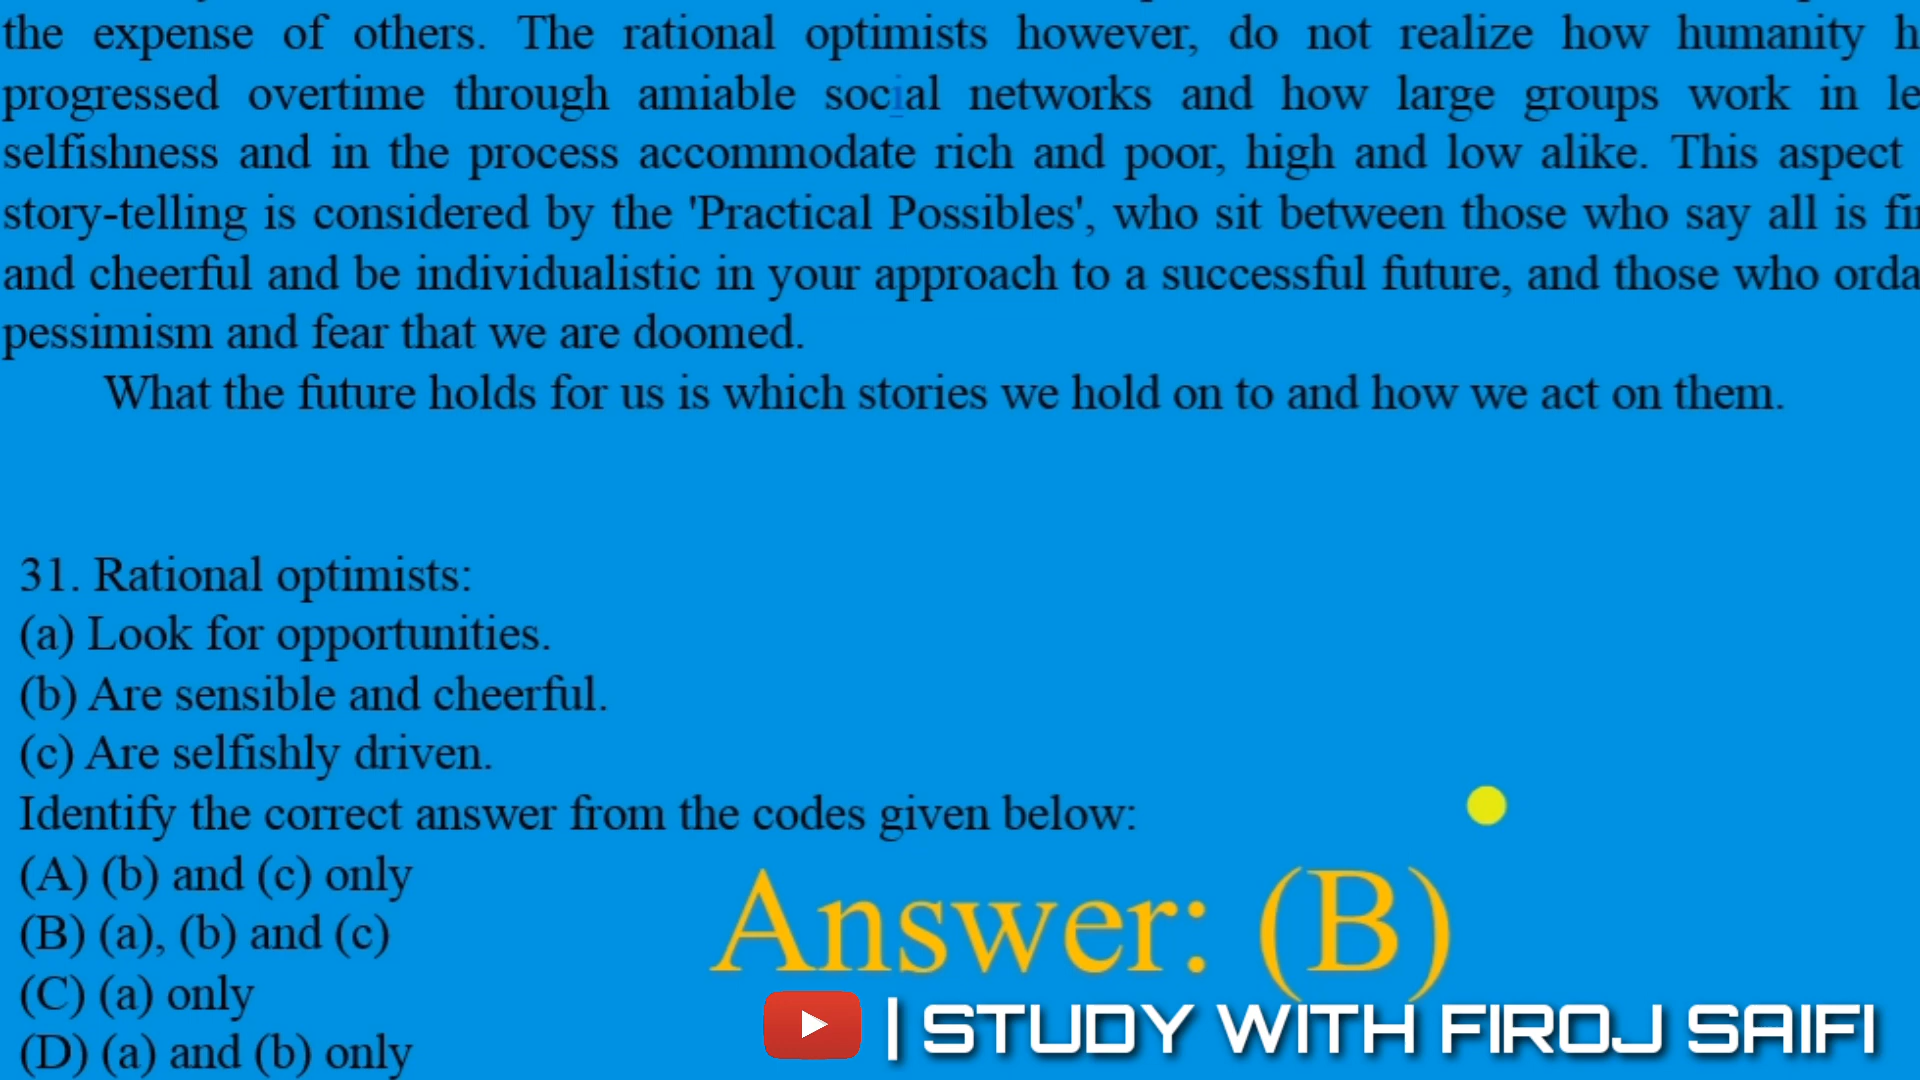 the expense of others. The rational optimists however, do not realize how humanity
progressed overtime through amiable social networks and how large groups work in
selfishness and in the process accommodate rich and poor, high and low alike. This aspect
story-telling is considered by the 'Practical Possibles', who sit between those who say all is
and cheerful and be individualistic in your approach to a successful future, and those who
pessimism and fear that we are doomed.
What the future holds for us is which stories we hold on to and how we act on them.
31. Rational optimists:
(a) Look for opportunities.
(b) Are sensible and cheerful.
(c) Are selfishly driven.
Identify the correct answer from the codes given below:
(A) (b) and (c) only
(B) (a), (b) and (c)
(C) (a) only
(D) (a) and (b) only
Answer: (B)
| STUDY WITH FIROJ SAIFI